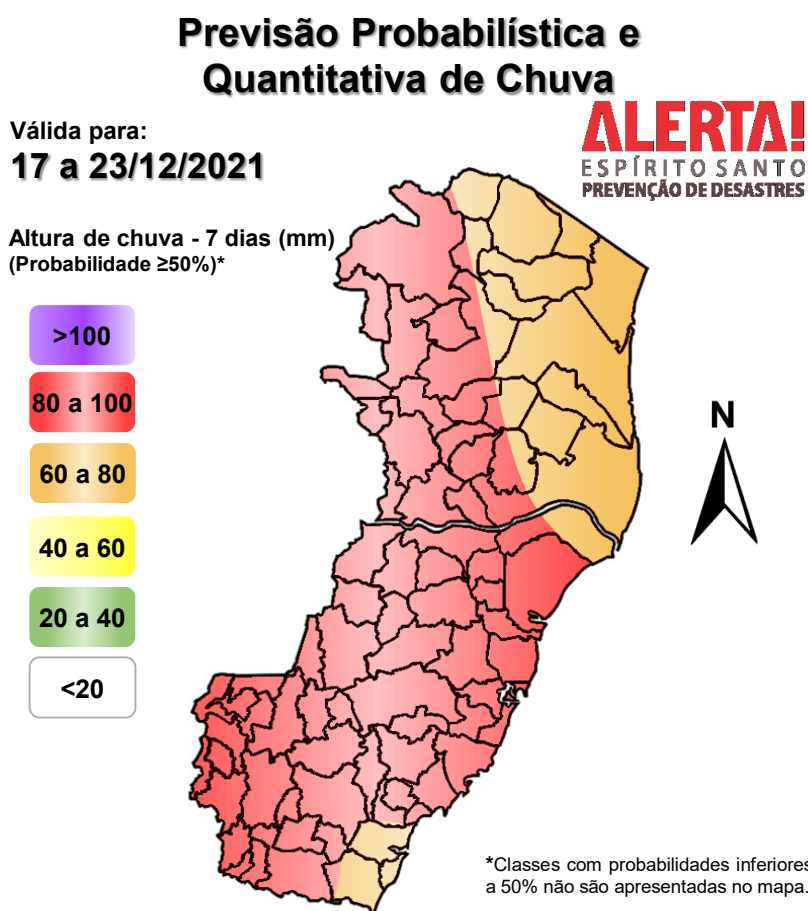 Previsão Probabilística e
Quantitativa de Chuva
Válida para:
17 a 23/12/2021
ALERTA!
ESPÍRITO SANTO
PREVENÇÃO DE DESASTRES
Altura de chuva - 7 dias (mm)
(Probabilidade ≥50%)*
>100
80 a 100
60 a 80
40 a 60
20 a 40
<20
N
*Classes com probabilidades inferiores
a 50% não são apresentadas no mapa.